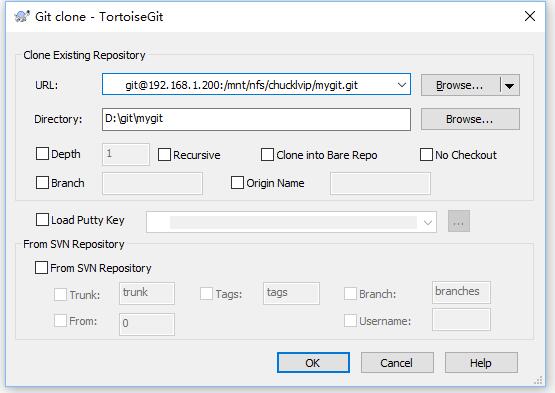 Git clone - TortoiseGit
Clone Existing Repository
URL: git@192.168.1.200:/mnt/nfs/chucklvip/mygit.git Browse...
Directory: D:\git\mygit Browse...
Depth 1 Recursive Clone into Bare Repo No Checkout
Branch Origin Name
Load Putty Key ...
From SVN Repository
From SVN Repository
Trunk: trunk Tags: tags Branch: branches
From: 0 Username:
OK Cancel Help